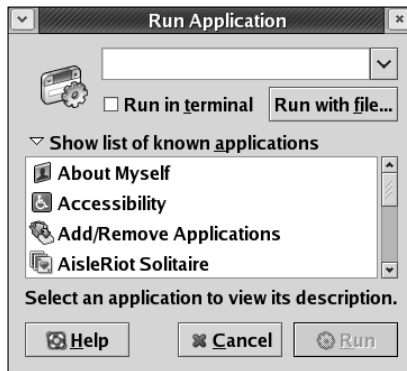 Run Application
Run in terminal
Run with file...
Show list of known applications
About Myself
Accessibility
Add/Remove Applications
AisleRiot Solitaire
Select an application to view its description.
Help
Cancel
Run